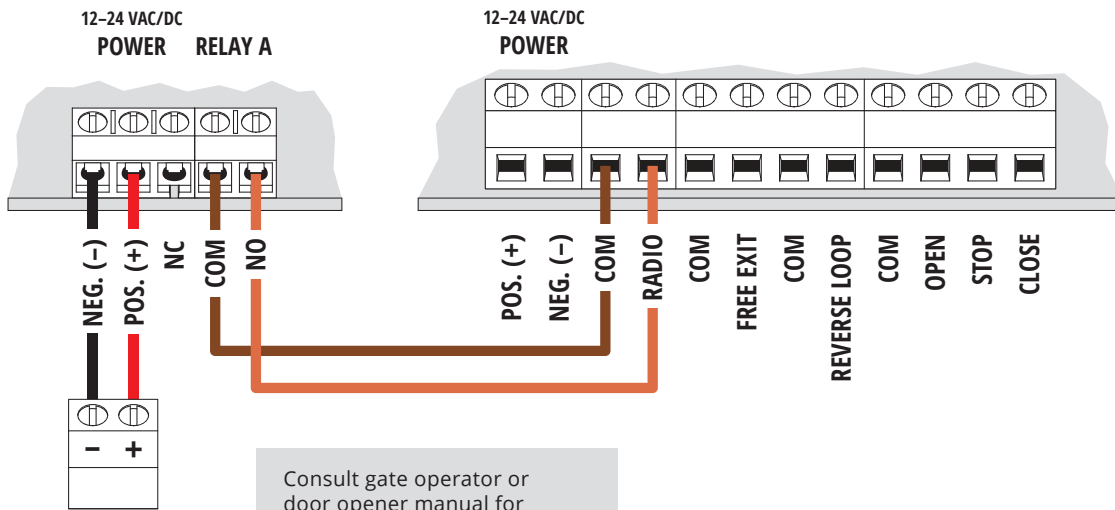 12–24 VAC/DC
POWER
RELAY A
NEG. (–)
POS. (+)
NC
COM
NO
– +
12–24 VAC/DC
POWER
POS. (+)
NEG. (–)
COM
RADIO
COM
FREE EXIT
COM
REVERSE LOOP
COM
OPEN
STOP
CLOSE
Consult gate operator or
door opener manual for